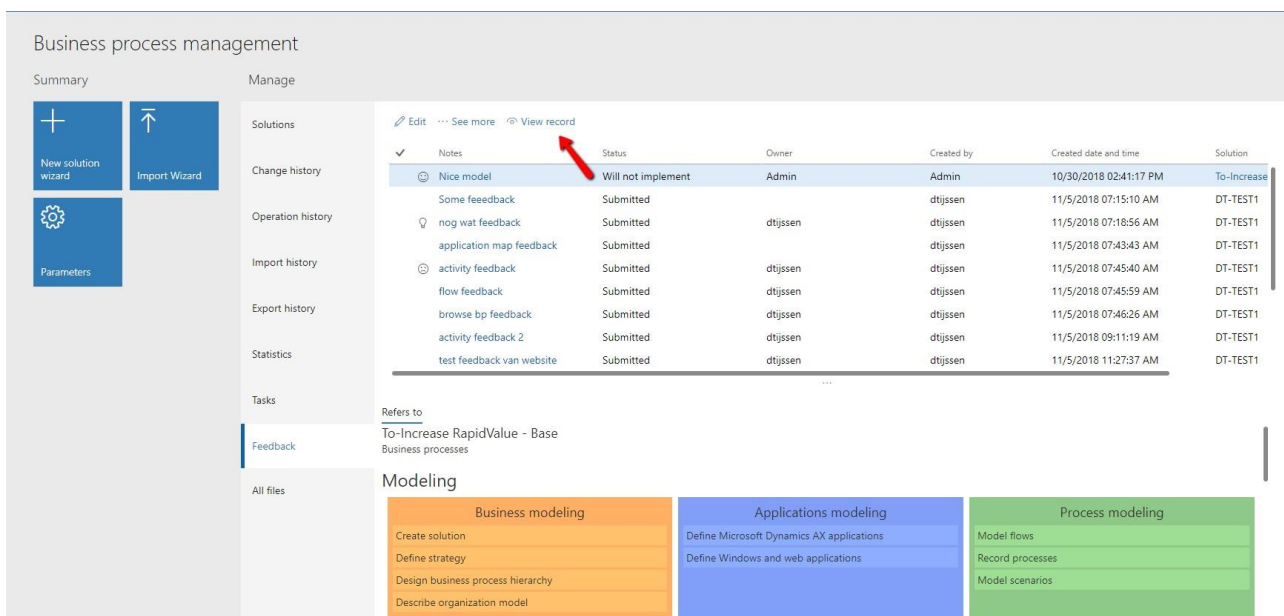 Business process management
Summary
Manage
New solution wizard
Import Wizard
Parameters
Solutions
Change history
Operation history
Import history
Export history
Statistics
Tasks
Feedback
All files
Edit ··· See more View record
Notes Status Owner Created by Created date and time Solution
Nice model Will not implement Admin Admin 10/30/2018 02:41:17 PM To-Increase
Some feeedback Submitted dtijssen 11/5/2018 07:15:10 AM DT-TEST1
nog wat feedback Submitted dtijssen dtijssen 11/5/2018 07:18:56 AM DT-TEST1
application map feedback Submitted dtijssen 11/5/2018 07:43:43 AM DT-TEST1
activity feedback Submitted dtijssen dtijssen 11/5/2018 07:45:40 AM DT-TEST1
flow feedback Submitted dtijssen dtijssen 11/5/2018 07:45:59 AM DT-TEST1
browse bp feedback Submitted dtijssen dtijssen 11/5/2018 07:46:26 AM DT-TEST1
activity feedback 2 Submitted dtijssen dtijssen 11/5/2018 09:11:19 AM DT-TEST1
test feedback van website Submitted dtijssen dtijssen 11/5/2018 11:27:37 AM DT-TEST1
Refers to
To-Increase RapidValue - Base
Business processes
Modeling
Business modeling
Create solution
Define strategy
Design business process hierarchy
Describe organization model
Applications modeling
Define Microsoft Dynamics AX applications
Define Windows and web applications
Process modeling
Model flows
Record processes
Model scenarios